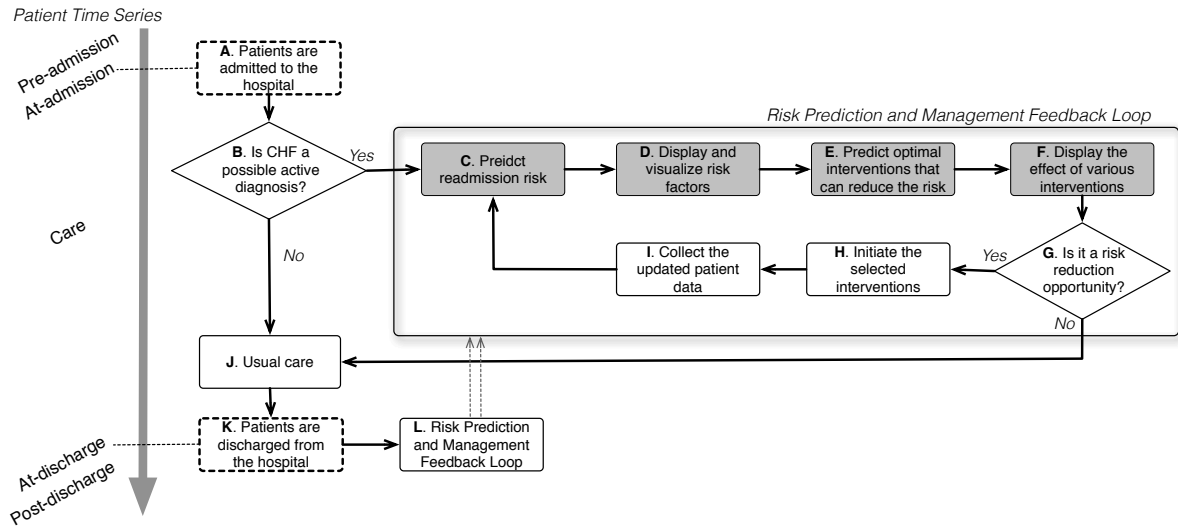 Patient Time Series
Pre-admission
At-admission
Care
At-discharge
Post-discharge
A. Patients are
admitted to the
hospital
B. Is CHF a
possible active
diagnosis?
Yes
No
Risk Prediction and Management Feedback Loop
C. Preidct
readmission risk
D. Display and
visualize risk
factors
E. Predict optimal
interventions that
can reduce the risk
F. Display the
effect of various
interventions
G. Is it a risk
reduction
opportunity?
Yes
No
H. Initiate the
selected
interventions
I. Collect the
updated patient
data
J. Usual care
K. Patients are
discharged from
the hospital
L. Risk Prediction
and Management
Feedback Loop